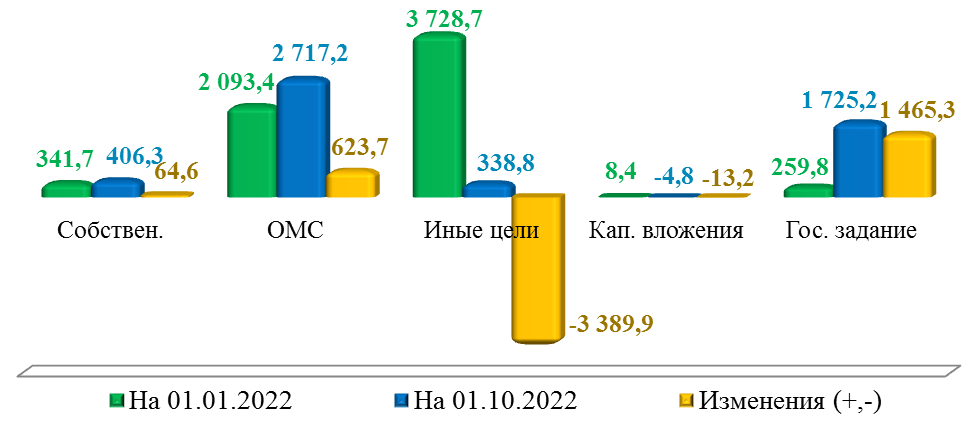 3 728,7
2 717,2
2 093,4
1 725,2
1 465,3
341,7 406,3 64,6
623,7
338,8
8,4 -4,8 -13,2
259,8
Собствен. ОМС Иные цели Кап. вложения Гос. задание
-3 389,9
На 01.01.2022 На 01.10.2022 Изменения (+,-)